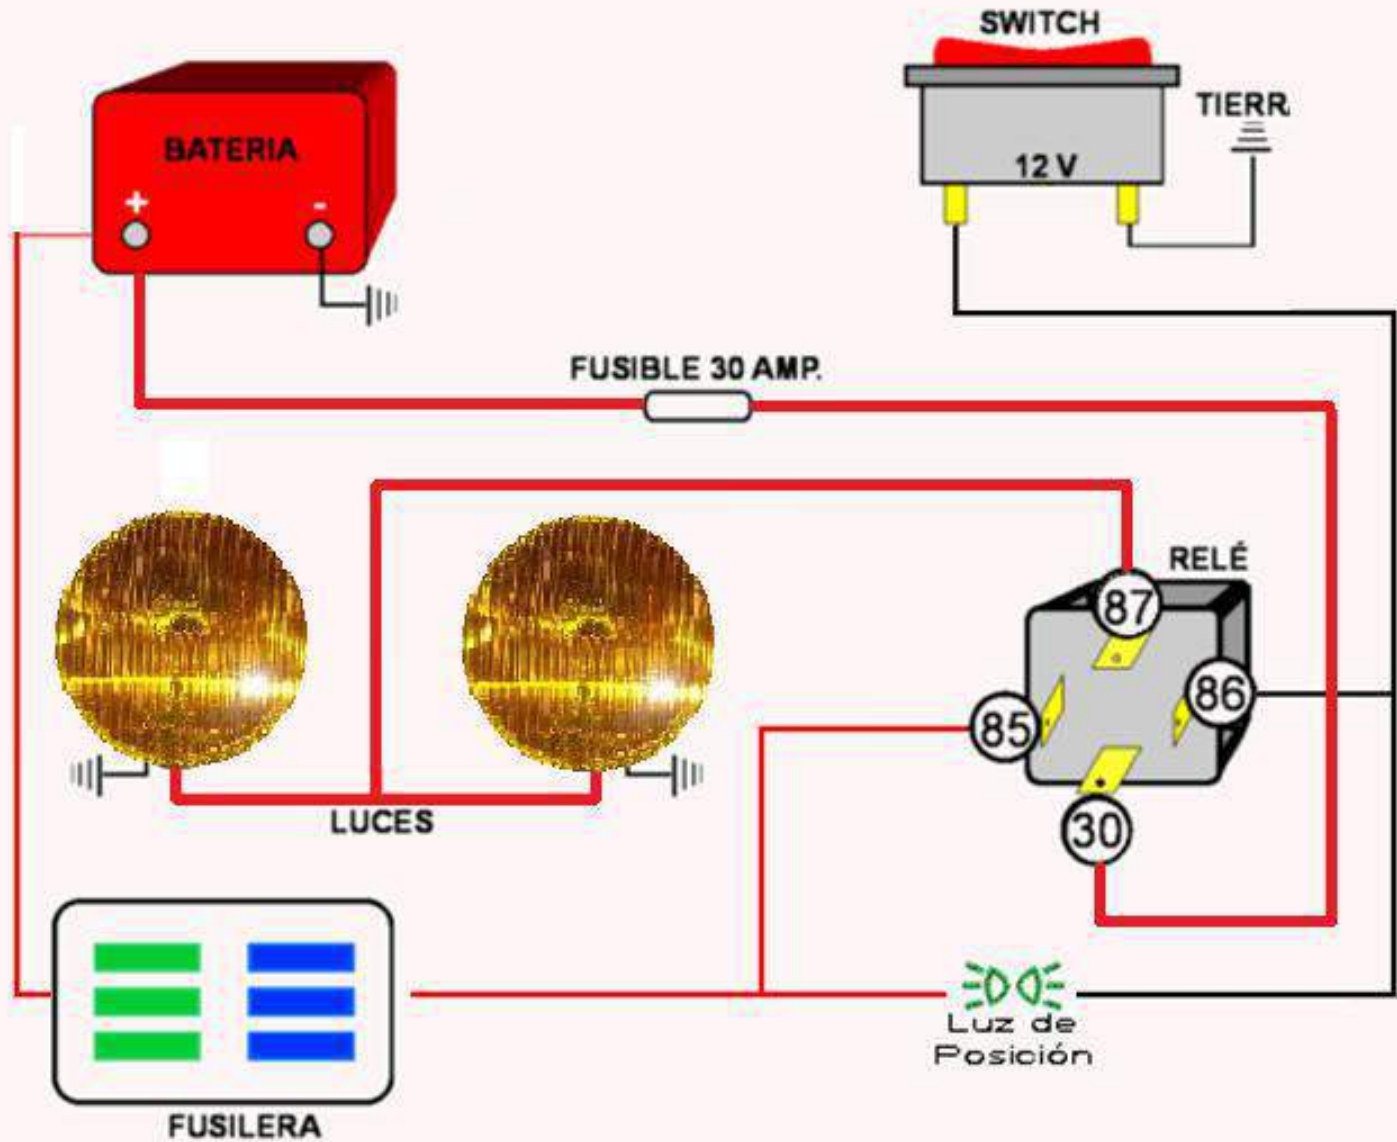 SWITCH
BATERIA
+ -
TIERR
12 V
FUSIBLE 30 AMP.
RELÉ
87
86
85
30
LUCES
Luz de
Posición
FUSILERA